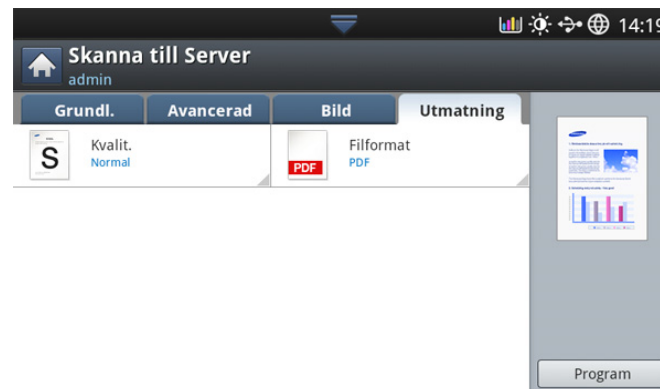 14:19
Skanna till Server
admin
Grundl.
Avancerad
Bild
Utmatning
S
Kvalit.
Normal
PDF
Filformat
PDF
Program